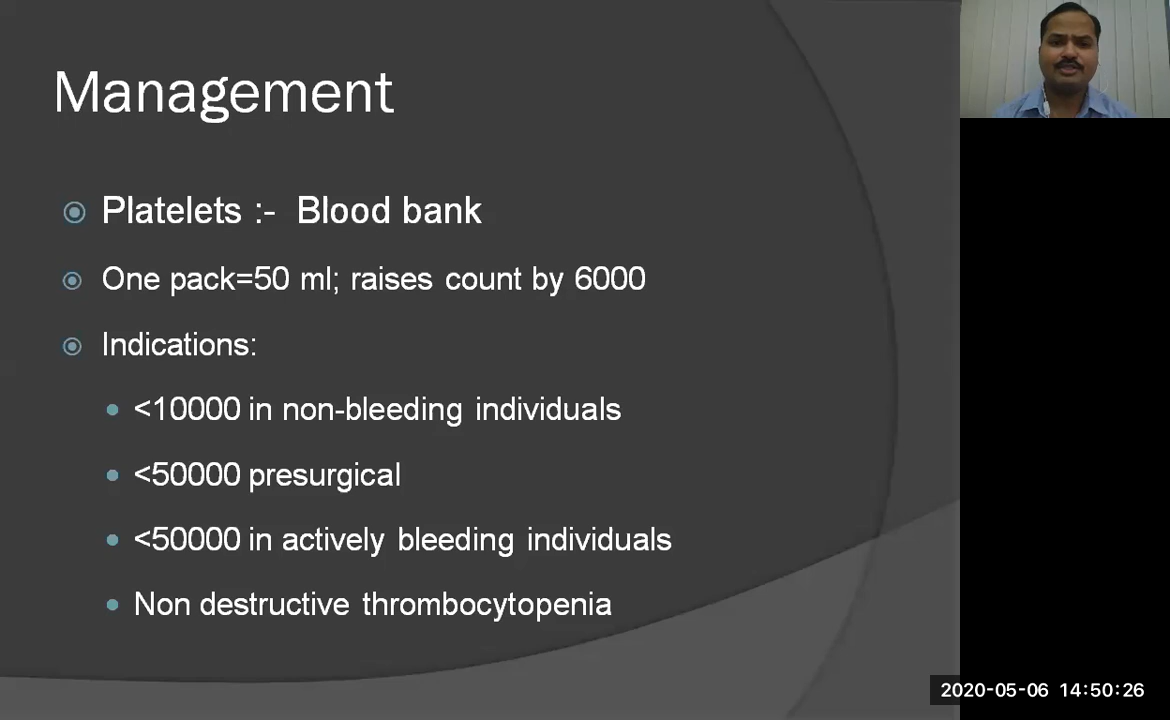 Management
Platelets :- Blood bank
One pack=50 ml; raises count by 6000
Indications:
<10000 in non-bleeding individuals
<50000 presurgical
<50000 in actively bleeding individuals
Non destructive thrombocytopenia
2020-05-06 14:50:26